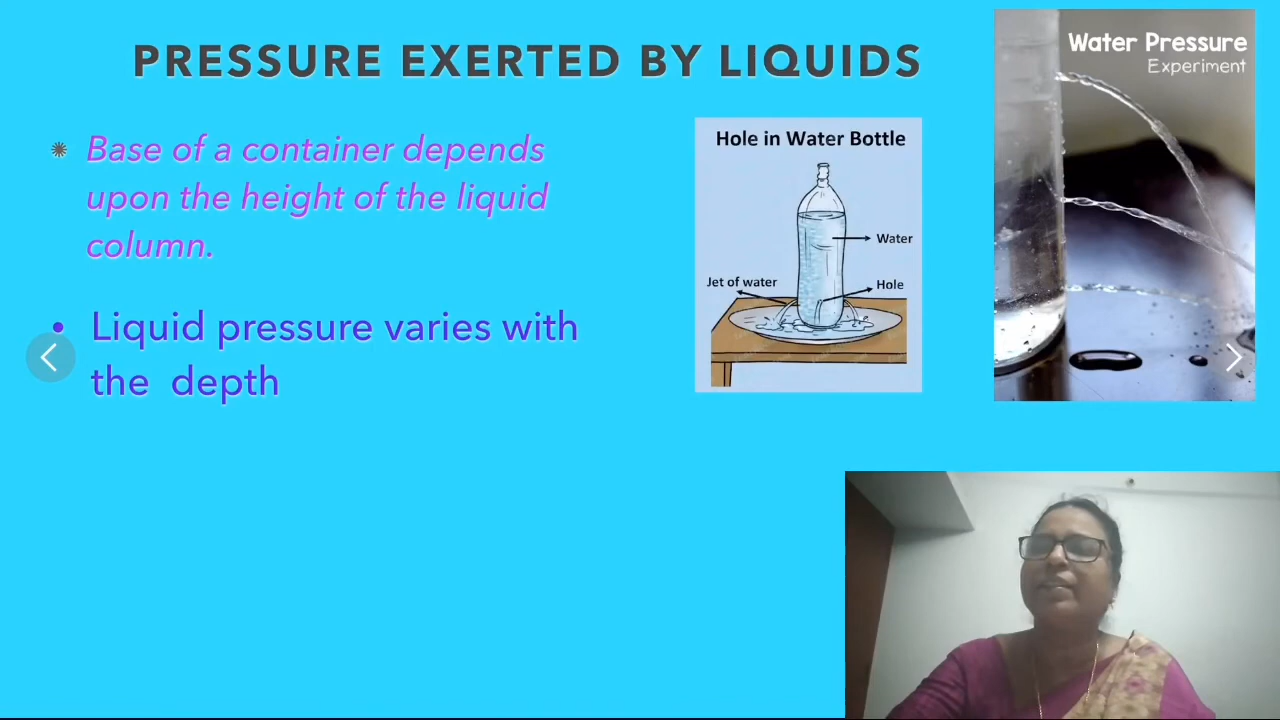 PRESSURE EXERTED BY LIQUIDS
Base of a container depends
upon the height of the liquid
column.
Liquid pressure varies with
the depth
Hole in Water Bottle
Water
Jet of water
Hole
Water Pressure
Experiment